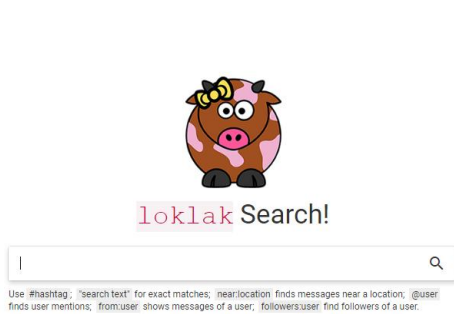 loklak Search!
Use #hashtag; "search text" for exact matches; near:location finds messages near a location; @user
finds user mentions; from:user shows messages of a user; followers:user find followers of a user.